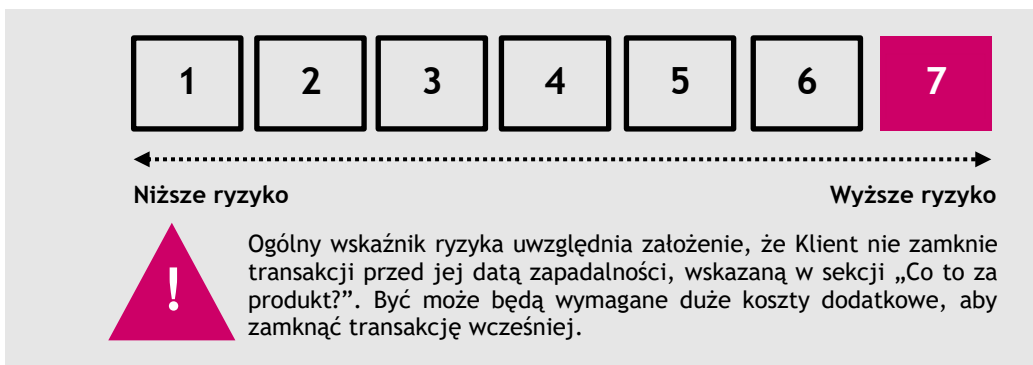 1 2 3 4 5 6 7
Niższe ryzyko Wyższe ryzyko
!
Ogólny wskaźnik ryzyka uwzględnia założenie, że Klient nie zamknie
transakcji przed jej datą zapadalności, wskazaną w sekcji „Co to za
produkt?”. Być może będą wymagane duże koszty dodatkowe, aby
zamknąć transakcję wcześniej.